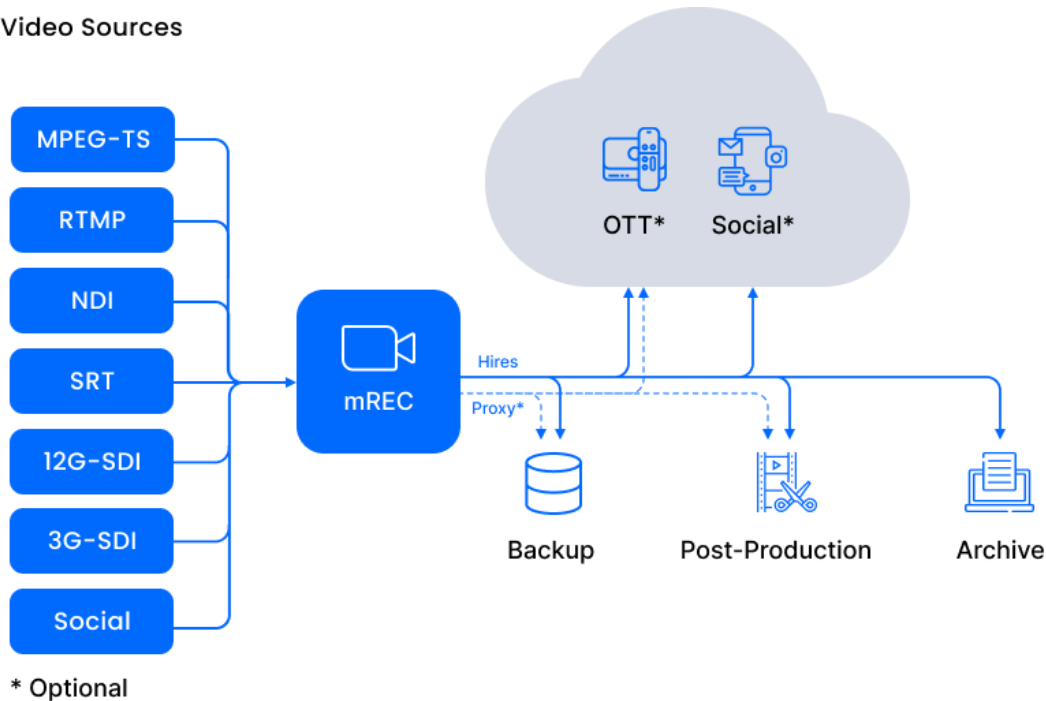 Video Sources
MPEG-TS
RTMP
NDI
SRT
12G-SDI
3G-SDI
Social
* Optional
mREC
Hires
Proxy*
OTT*
Social*
Backup
Post-Production
Archive